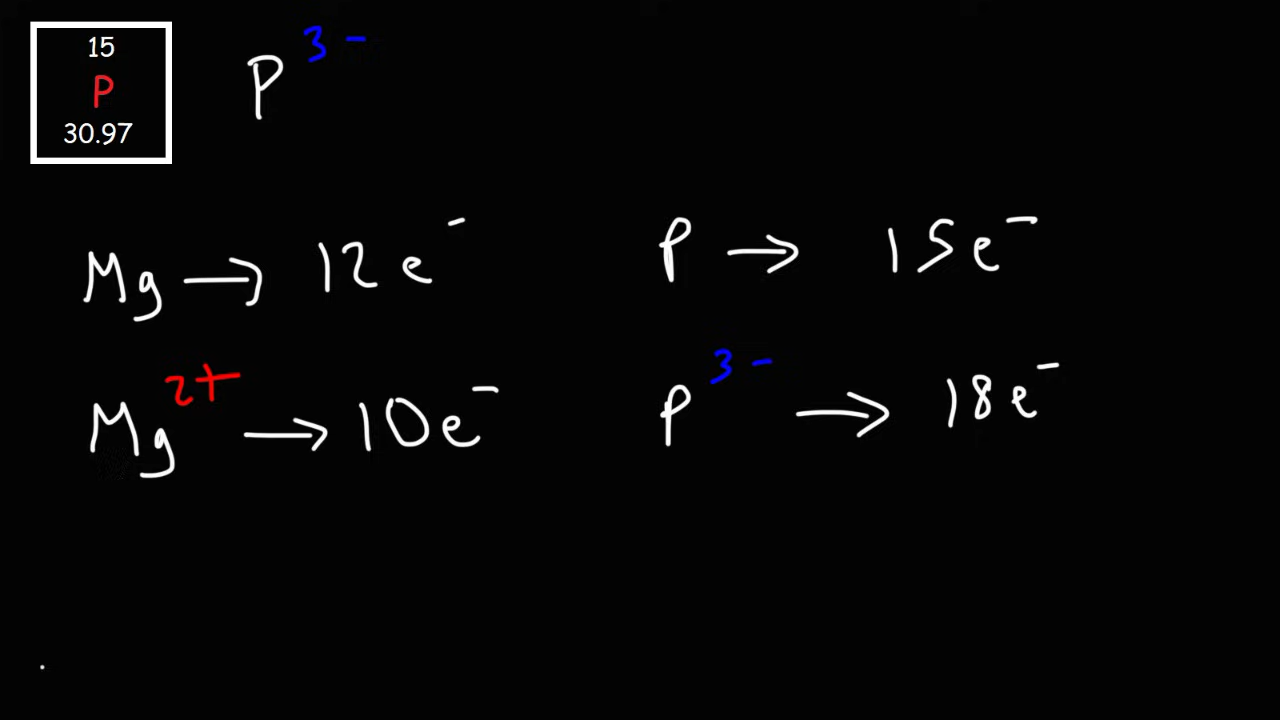 15
P
30.97
P³⁻
Mg → 12e⁻
P → 15e⁻
Mg²⁺ → 10e⁻
P³⁻ → 18e⁻